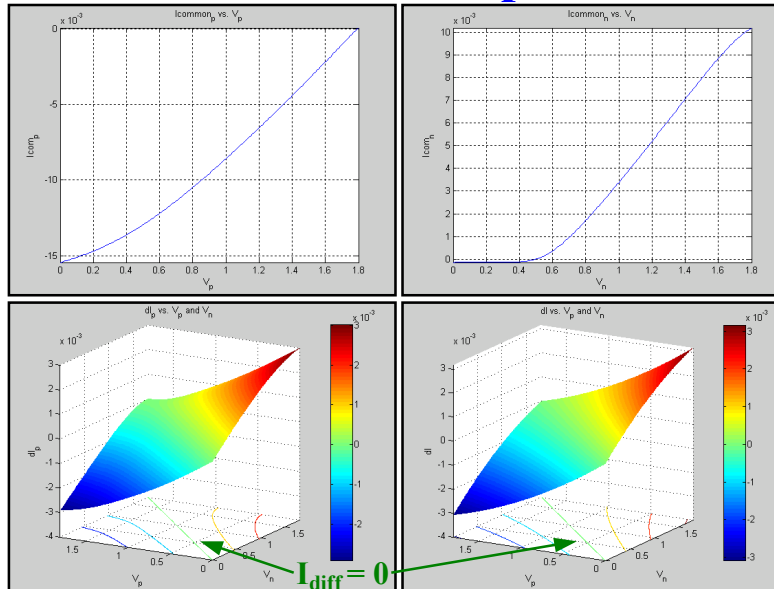 Icommon_p vs. V_p
x 10^-3
0
-5
-10
-15
Icom_p
0 0.2 0.4 0.6 0.8 1 1.2 1.4 1.6 1.8
V_p
Icommon_n vs. V_n
x 10^-3
10
9
8
7
6
5
4
3
2
1
0
Icom_n
0 0.2 0.4 0.6 0.8 1 1.2 1.4 1.6 1.8
V_n
dI_p vs. V_p and V_n
x 10^-3
3
2
1
0
-1
-2
-3
-4
dI_p
1.5 1 0.5 0
V_p
0 0.5 1 1.5
V_n
x 10^-3
3
2
1
0
-1
-2
dI vs. V_p and V_n
x 10^-3
3
2
1
0
-1
-2
-3
-4
dI
1.5 1 0.5 0
V_p
0 0.5 1 1.5
V_n
x 10^-3
3
2
1
0
-1
-2
-3
I_diff = 0